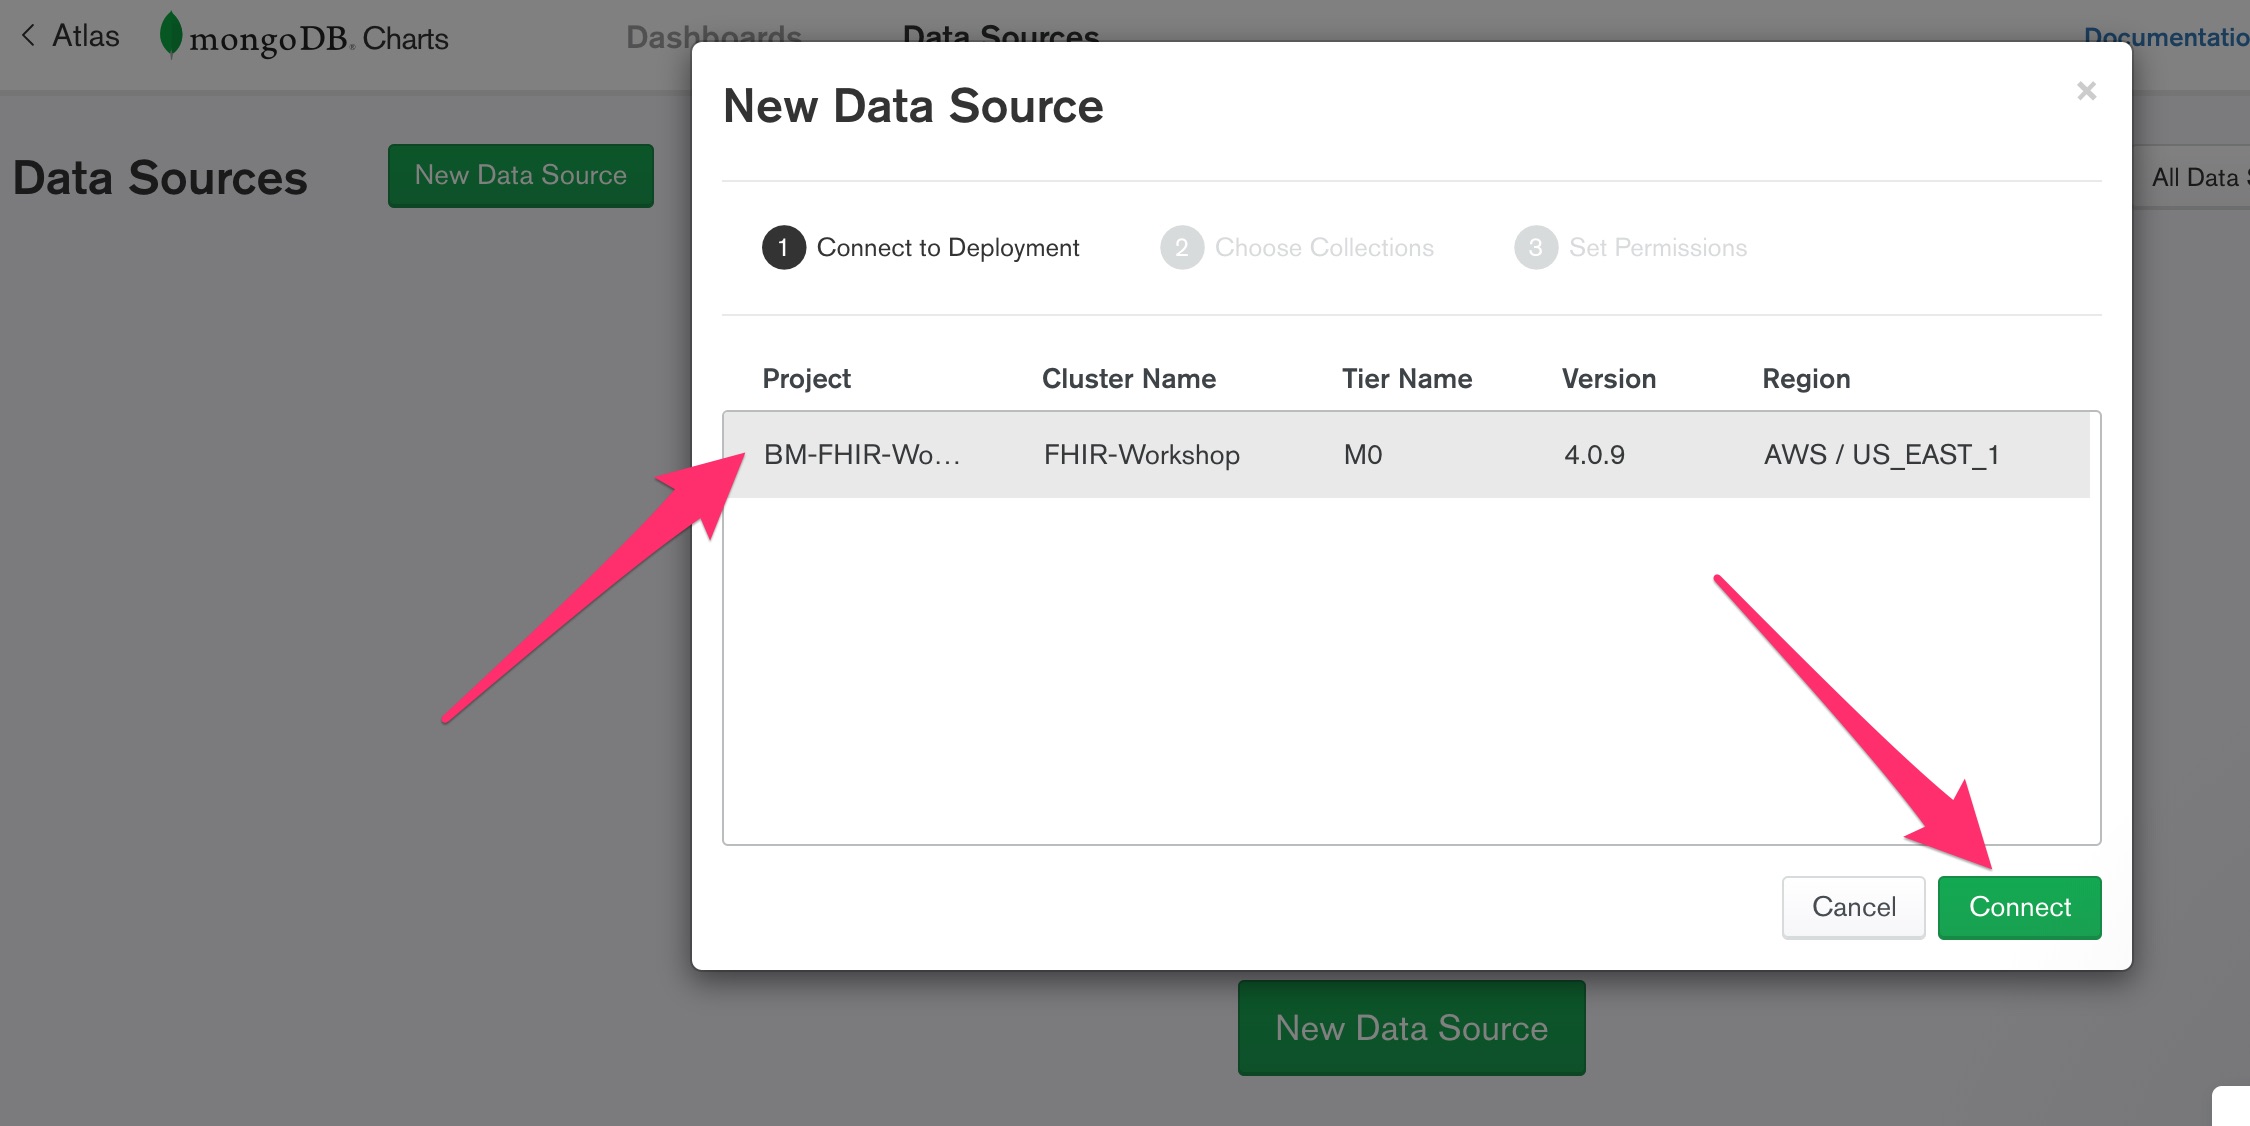 Atlas
mongoDB. Charts
Dashboards
Data Sources
Documentatio
Data Sources
New Data Source
All Data S
New Data Source
×
1 Connect to Deployment
2 Choose Collections
3 Set Permissions
Project Cluster Name Tier Name Version Region
BM-FHIR-Wo... FHIR-Workshop M0 4.0.9 AWS / US_EAST_1
Cancel
Connect
New Data Source